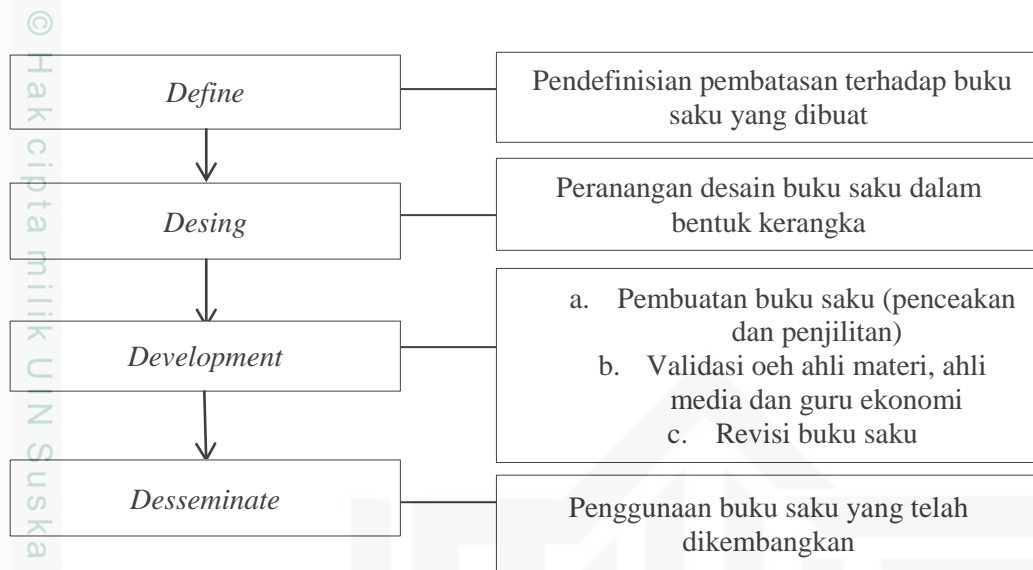 © Hak cipta milik UIN Suska
Define
Pendefinisian pembatasan terhadap buku
saku yang dibuat
Desing
Peranangan desain buku saku dalam
bentuk kerangka
Development
a. Pembuatan buku saku (penceakan
dan penjilitan)
b. Validasi oeh ahli materi, ahli
media dan guru ekonomi
c. Revisi buku saku
Desseminate
Penggunaan buku saku yang telah
dikembangkan